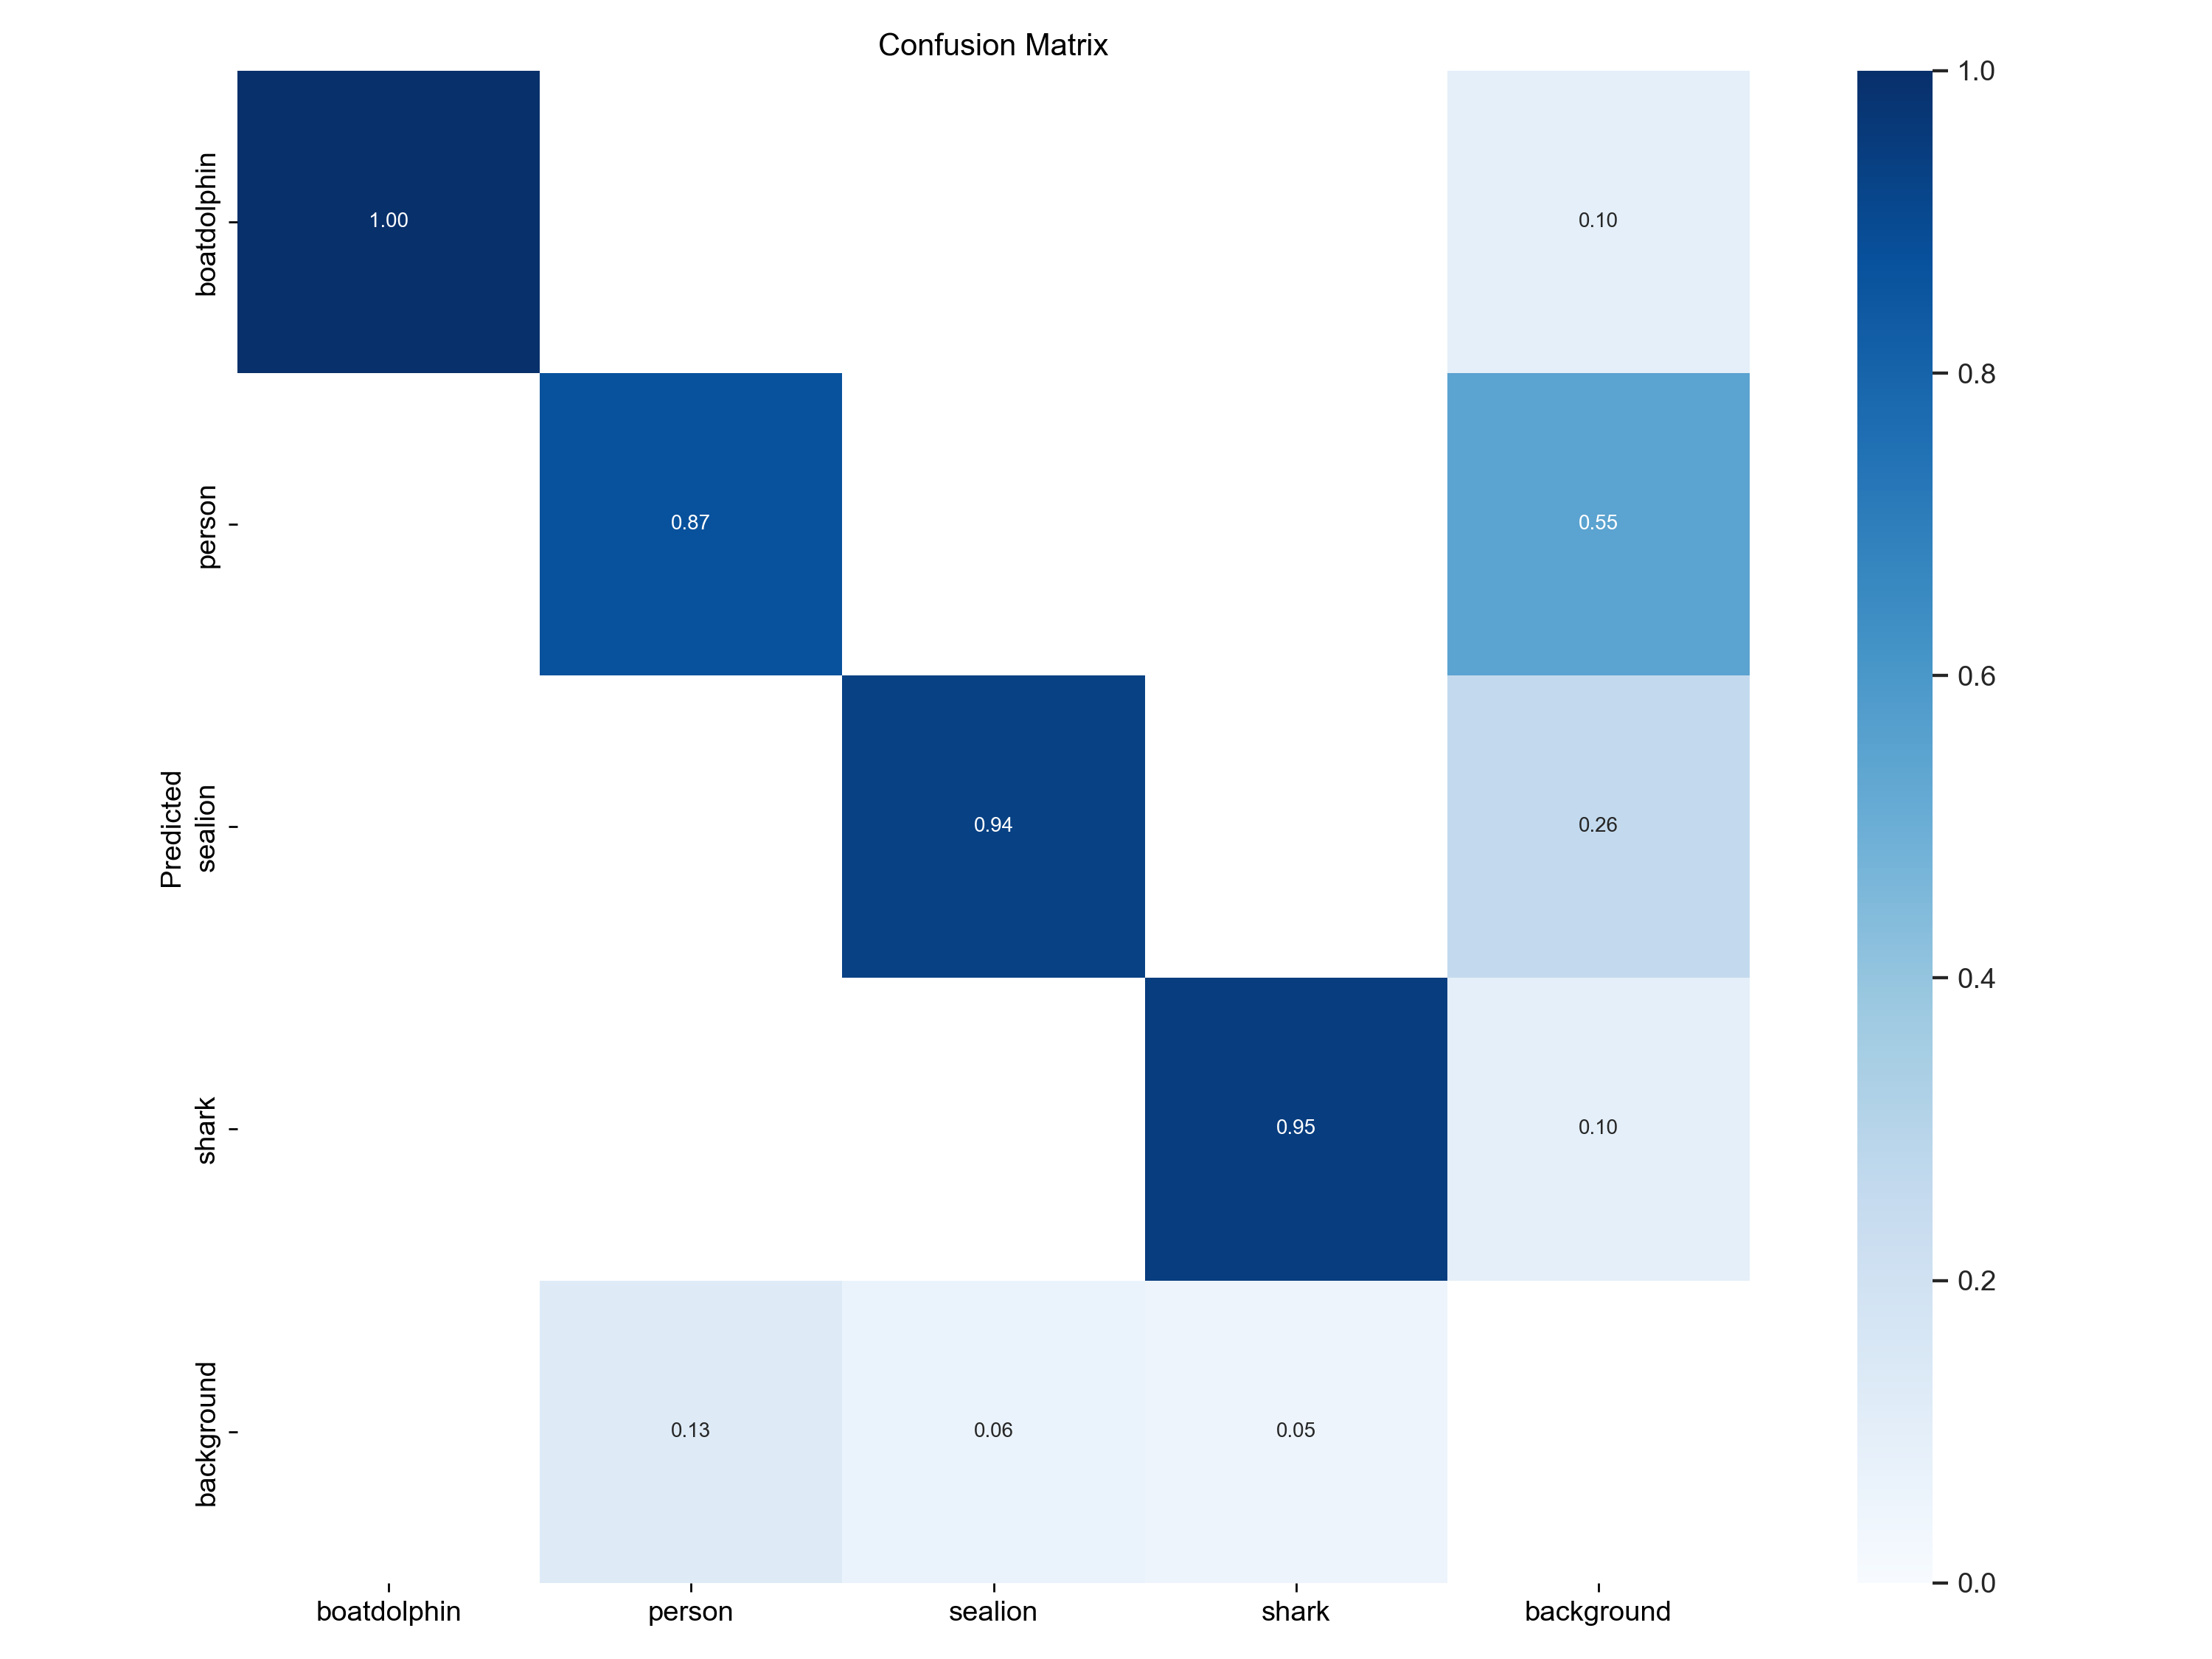 Confusion Matrix
boatdolphin
1.00
0.10
person
0.87
0.55
Predicted
sealion
0.94
0.26
shark
0.95
0.10
background
0.13
0.06
0.05
boatdolphin
person
sealion
shark
background
1.0
0.8
0.6
0.4
0.2
0.0